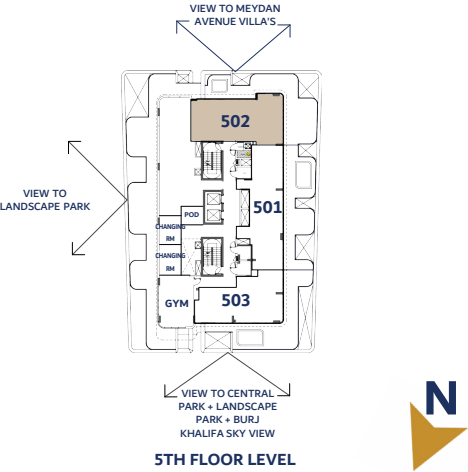 VIEW TO MEYDAN
AVENUE VILLA'S
502
VIEW TO
LANDSCAPE PARK
501
POD
CHANGING
RM
CHANGING
RM
GYM
503
VIEW TO CENTRAL
PARK + LANDSCAPE
PARK + BURJ
KHALIFA SKY VIEW
5TH FLOOR LEVEL
N